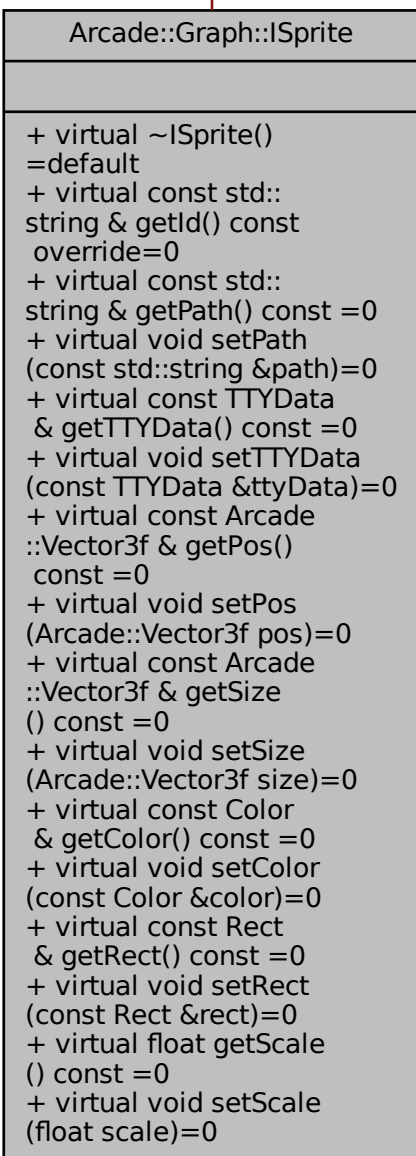 Arcade::Graph::ISprite
+ virtual ~ISprite()
=default
+ virtual const std::
string & getId() const
override=0
+ virtual const std::
string & getPath() const =0
+ virtual void setPath
(const std::string &path)=0
+ virtual const TTYData
& getTTYData() const =0
+ virtual void setTTYData
(const TTYData &ttyData)=0
+ virtual const Arcade
::Vector3f & getPos()
const =0
+ virtual void setPos
(Arcade::Vector3f pos)=0
+ virtual const Arcade
::Vector3f & getSize
() const =0
+ virtual void setSize
(Arcade::Vector3f size)=0
+ virtual const Color
& getColor() const =0
+ virtual void setColor
(const Color &color)=0
+ virtual const Rect
& getRect() const =0
+ virtual void setRect
(const Rect &rect)=0
+ virtual float getScale
() const =0
+ virtual void setScale
(float scale)=0